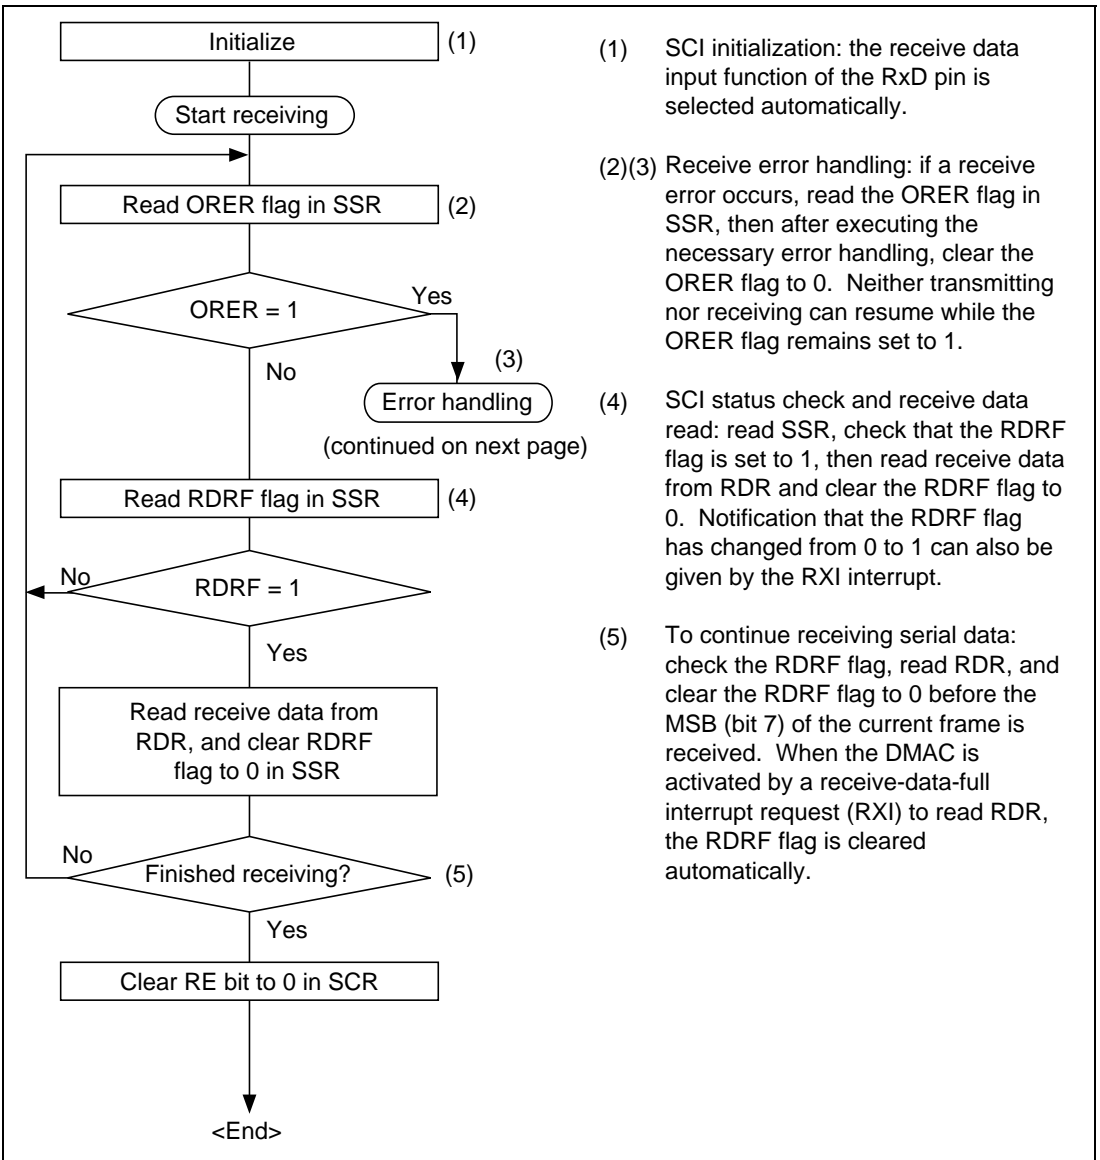 Initialize (1)
Start receiving
Read ORER flag in SSR (2)
ORER = 1
Yes
No
(3)
Error handling
(continued on next page)
Read RDRF flag in SSR (4)
No
RDRF = 1
Yes
Read receive data from
RDR, and clear RDRF
flag to 0 in SSR
No
Finished receiving? (5)
Yes
Clear RE bit to 0 in SCR
<End>
(1) SCI initialization: the receive data
input function of the RxD pin is
selected automatically.
(2)(3) Receive error handling: if a receive
error occurs, read the ORER flag in
SSR, then after executing the
necessary error handling, clear the
ORER flag to 0. Neither transmitting
nor receiving can resume while the
ORER flag remains set to 1.
(4) SCI status check and receive data
read: read SSR, check that the RDRF
flag is set to 1, then read receive data
from RDR and clear the RDRF flag to
0. Notification that the RDRF flag
has changed from 0 to 1 can also be
given by the RXI interrupt.
(5) To continue receiving serial data:
check the RDRF flag, read RDR, and
clear the RDRF flag to 0 before the
MSB (bit 7) of the current frame is
received. When the DMAC is
activated by a receive-data-full
interrupt request (RXI) to read RDR,
the RDRF flag is cleared
automatically.